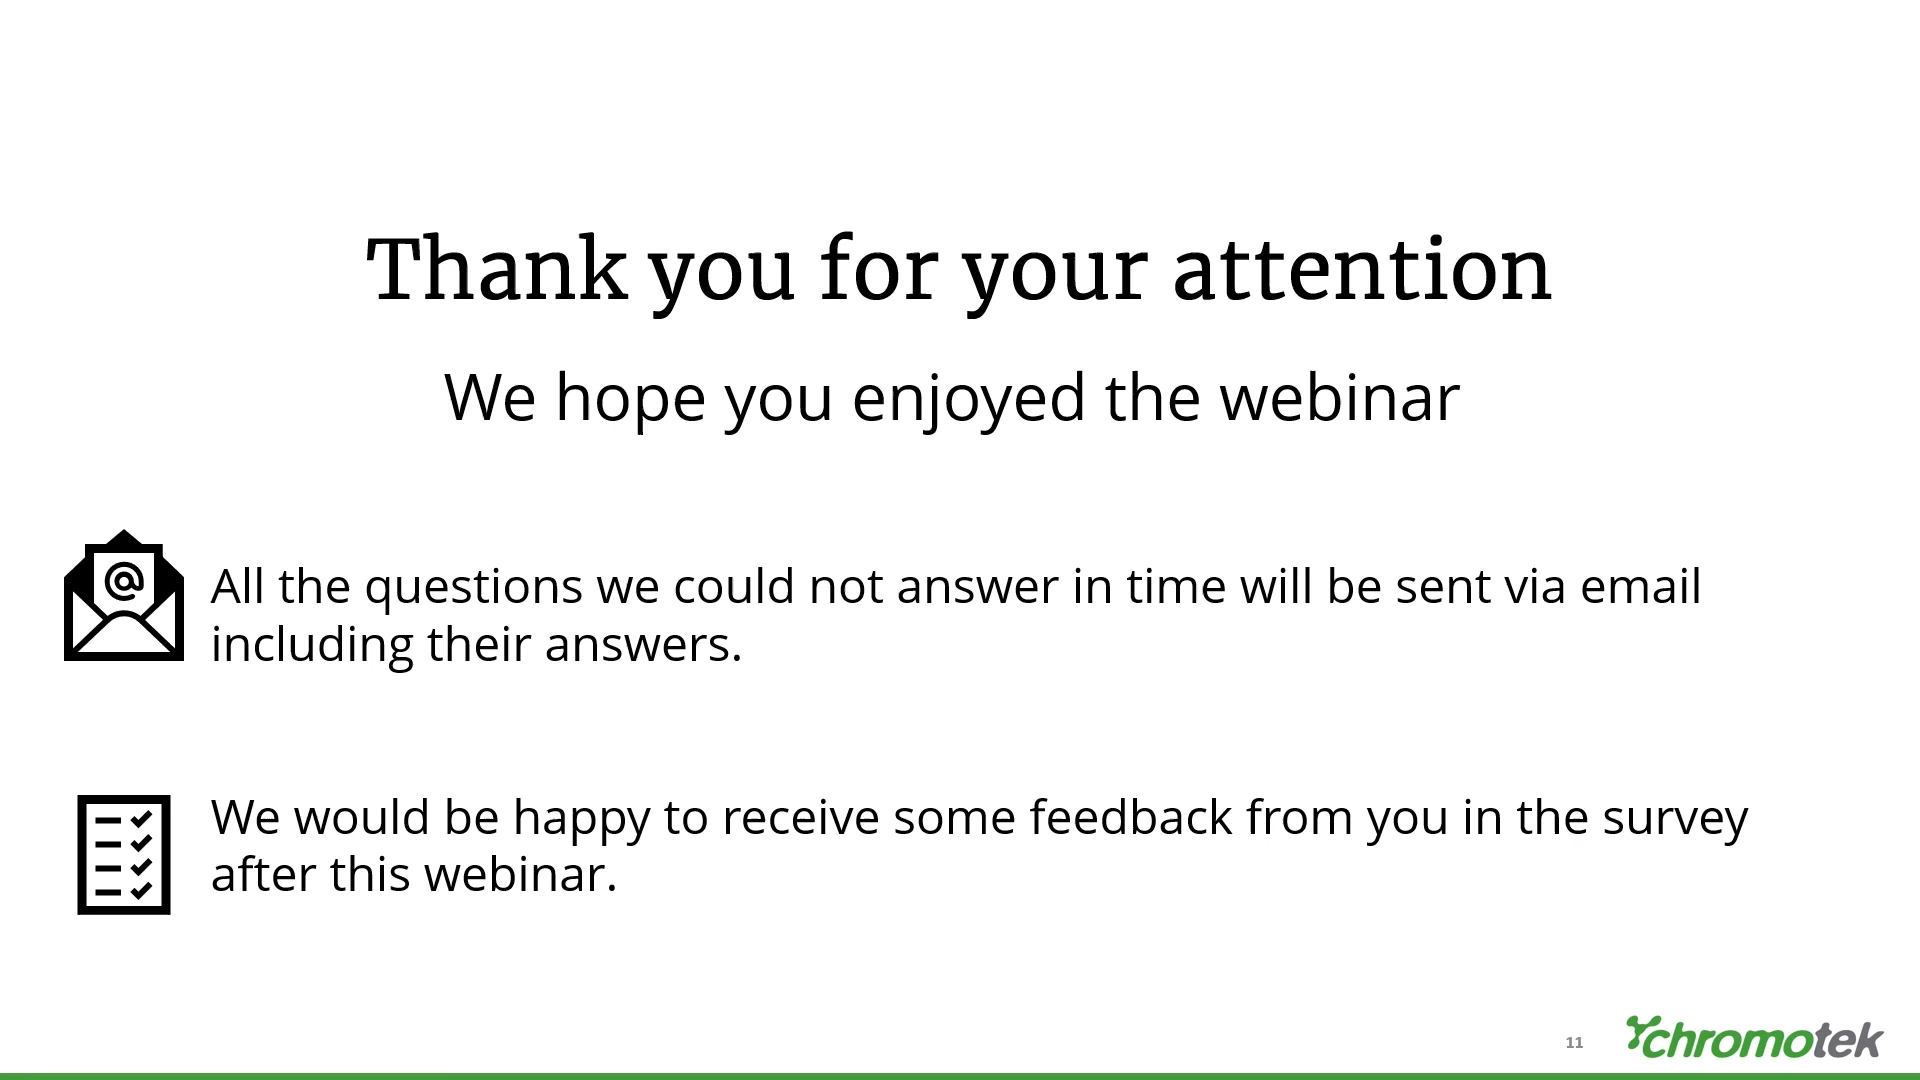 Thank you for your attention
We hope you enjoyed the webinar
@
All the questions we could not answer in time will be sent via email
including their answers.
We would be happy to receive some feedback from you in the survey
after this webinar.
11
chromotek